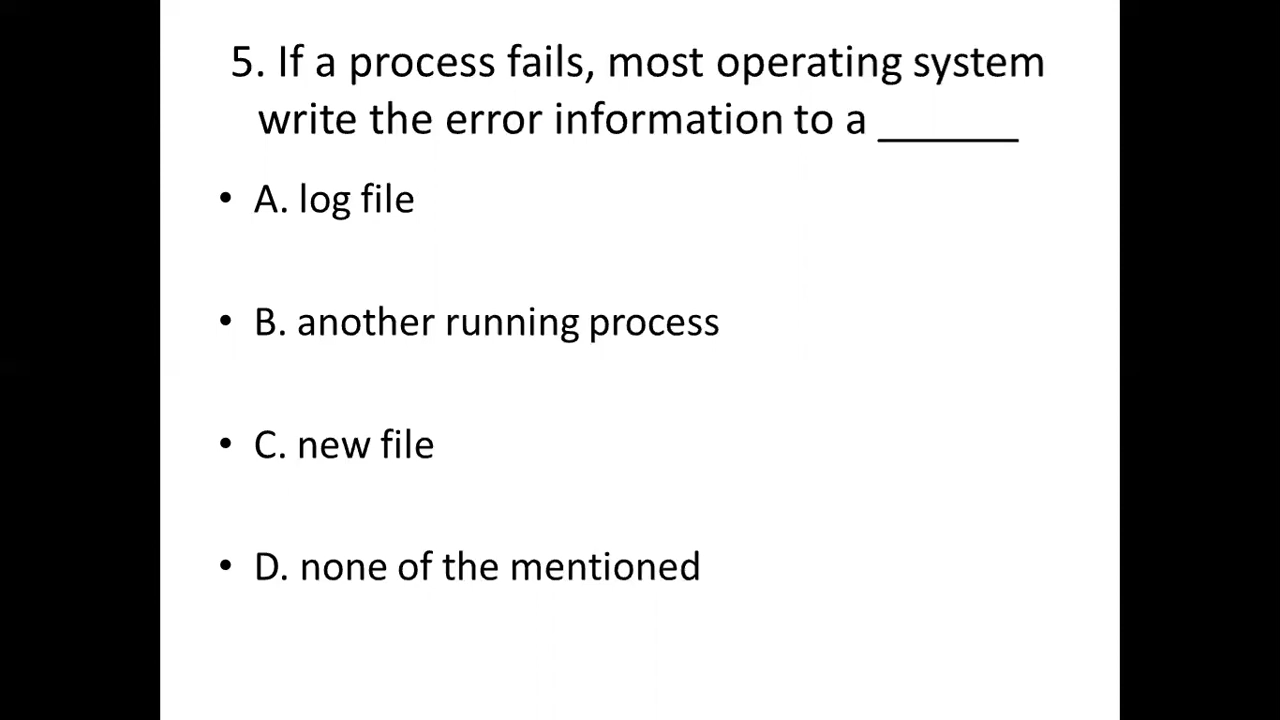 5. If a process fails, most operating system
write the error information to a ______
• A. log file
• B. another running process
• C. new file
• D. none of the mentioned